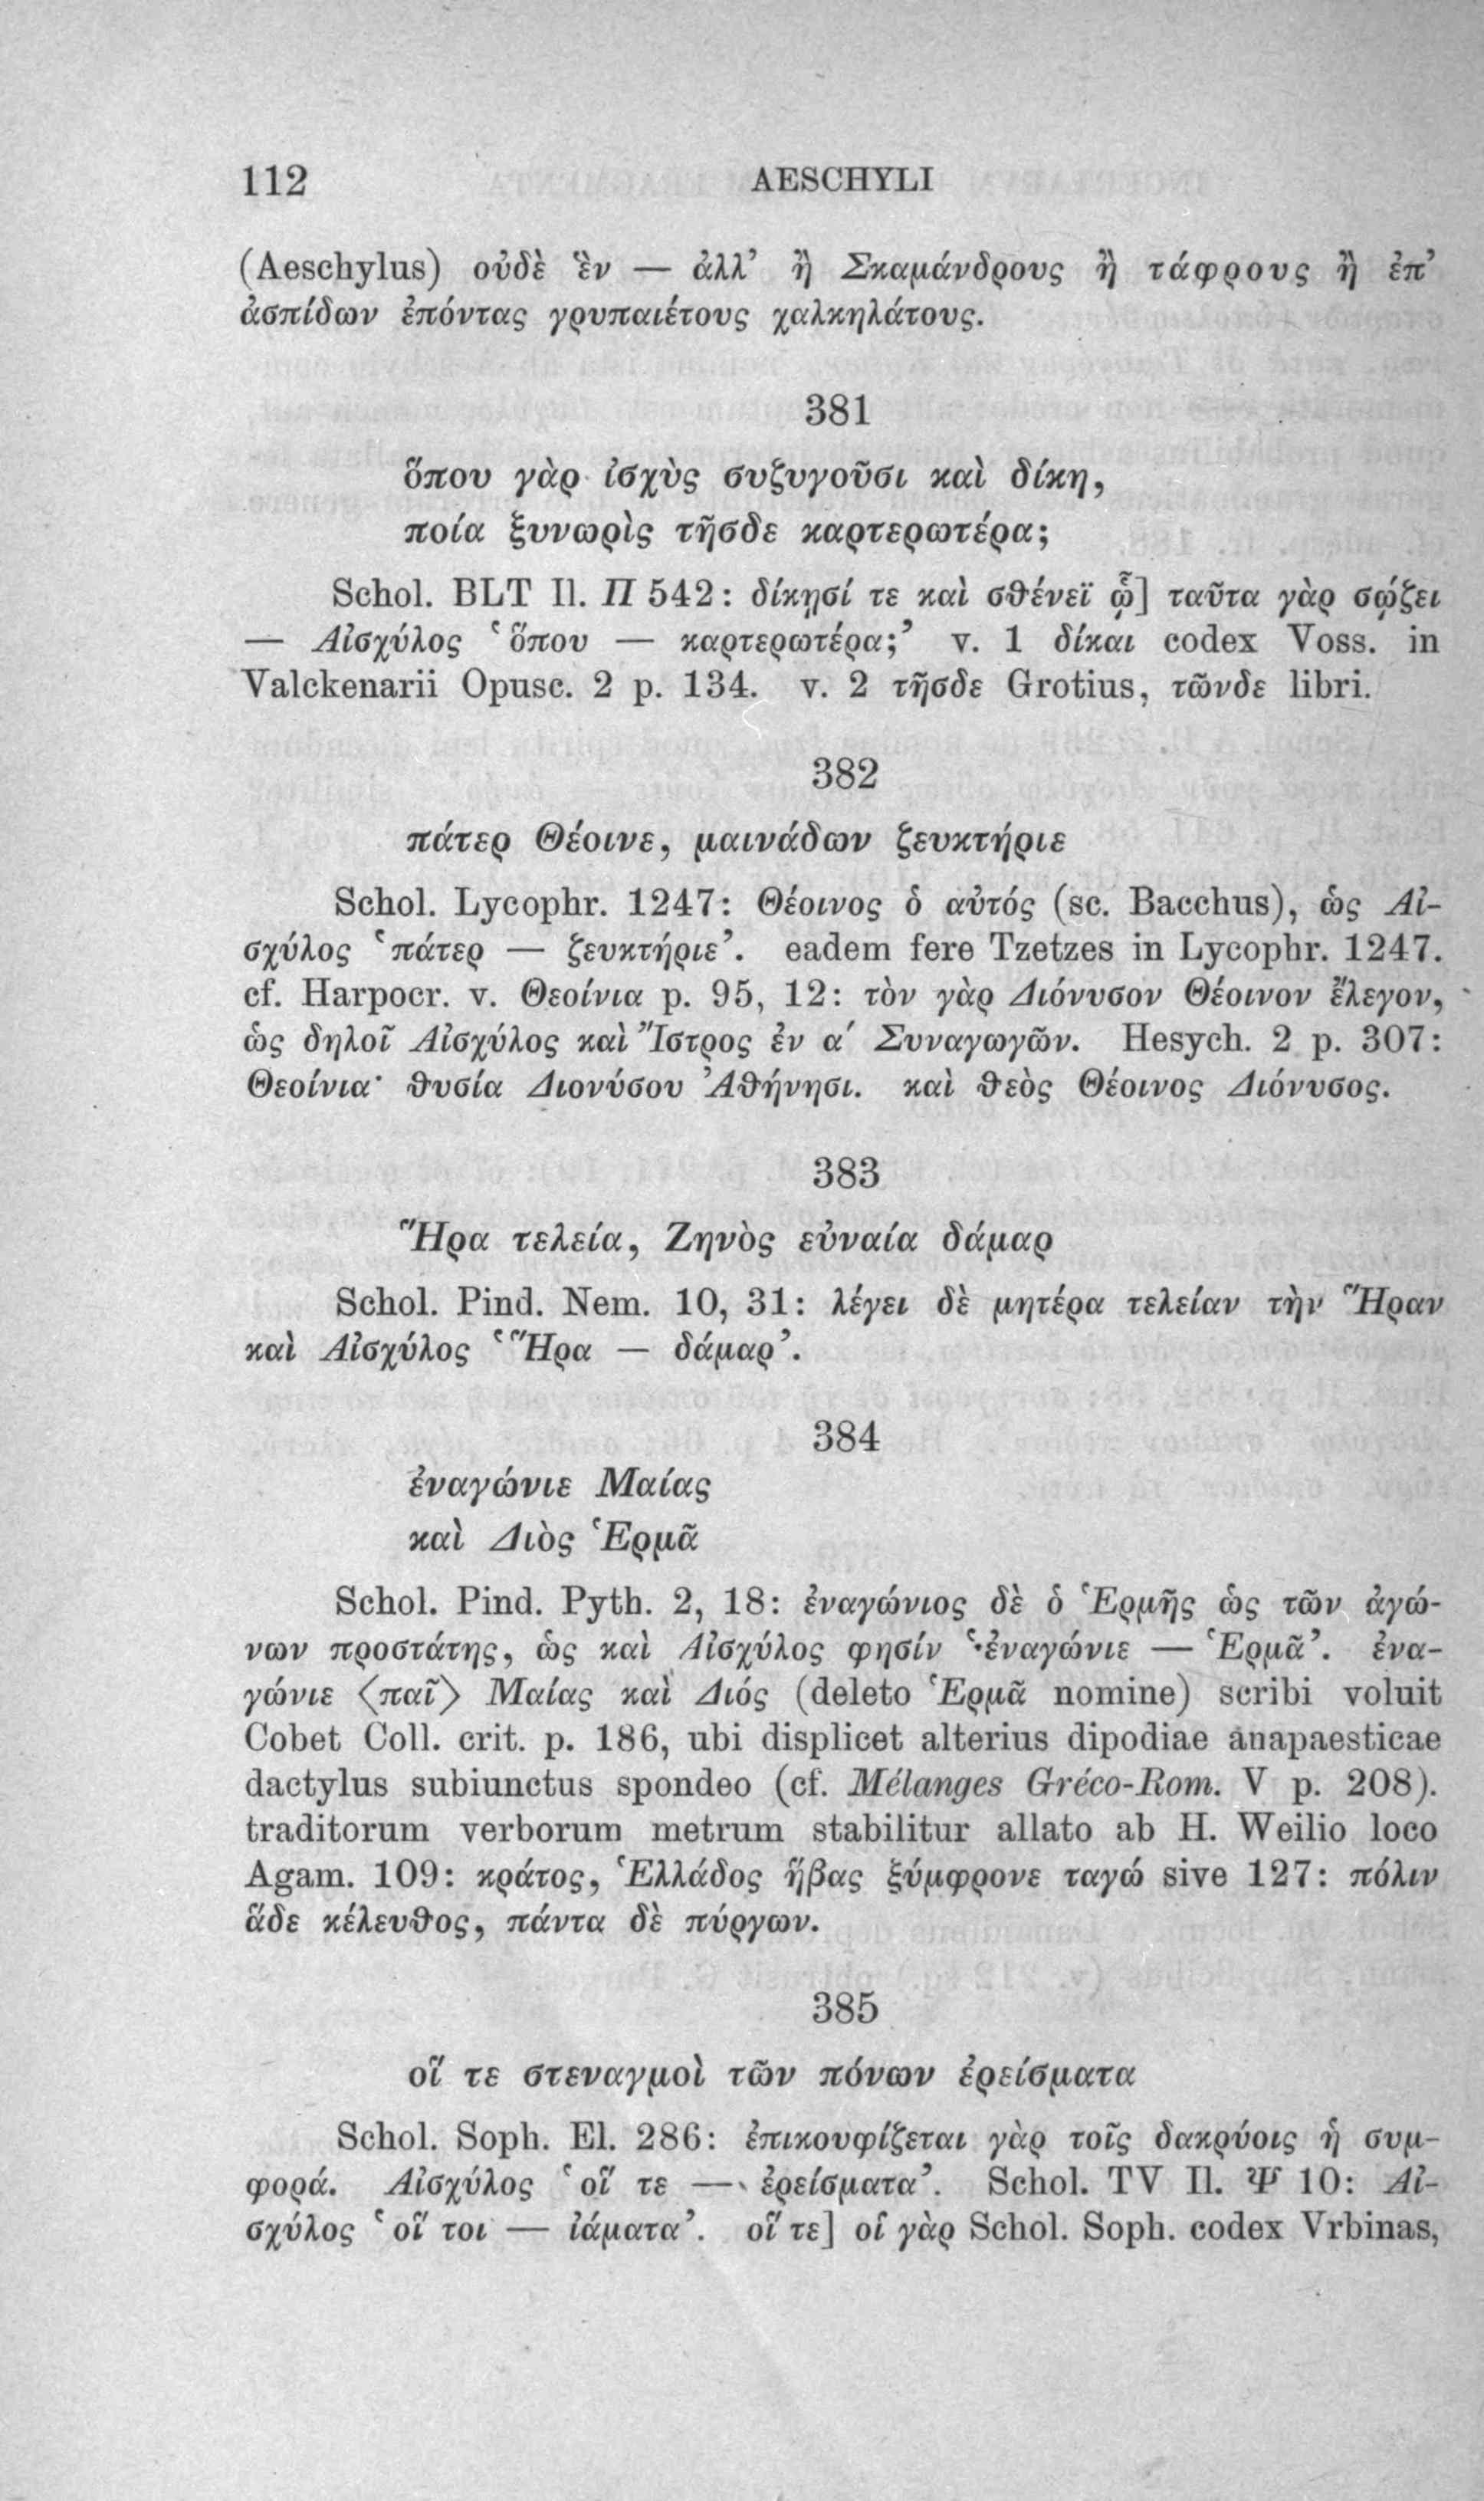 112 AESCHYLI
(Aeschylus) οὐδὲ ἓν — ἀλλ’ ἢ Σκαμάνδρους ἢ τάφρους ἢ ἐπ’
ἀσπίδων ἐπόντας γρυπαιέτους χαλκηλάτους.
381
ὅπου γὰρ ἰσχὺς συζυγοῦσι καὶ δίκη,
ποία ξυνωρὶς τῆσδε καρτερωτέρα;
Schol. BLT Il. Π 542: δίκῃσί τε καὶ σθένεϊ ᾧ] ταῦτα γὰρ σῴζει
— Αἰσχύλος ‘ὅπου — καρτερωτέρα;’ v. 1 δίκαι codex Voss. in
Valckenarii Opusc. 2 p. 134. v. 2 τῆσδε Grotius, τῶνδε libri.
382
πάτερ Θέοινε, μαινάδων ζευκτήριε
Schol. Lycophr. 1247: Θέοινος ὁ αὐτός (sc. Bacchus), ὡς Αἰ-
σχύλος ‘πάτερ — ζευκτήριε’. eadem fere Tzetzes in Lycophr. 1247.
cf. Harpocr. v. Θεοίνια p. 95, 12: τὸν γὰρ Διόνυσον Θέοινον ἔλεγον,
ὡς δηλοῖ Αἰσχύλος καὶ Ἴστρος ἐν α′ Συναγωγῶν. Hesych. 2 p. 307:
Θεοίνια· θυσία Διονύσου Ἀθήνησι. καὶ θεὸς Θέοινος Διόνυσος.
383
Ἥρα τελεία, Ζηνὸς εὐναία δάμαρ
Schol. Pind. Nem. 10, 31: λέγει δὲ μητέρα τελείαν τὴν Ἥραν
καὶ Αἰσχύλος ‘Ἥρα — δάμαρ’.
384
ἐναγώνιε Μαίας
καὶ Διὸς Ἑρμᾶ
Schol. Pind. Pyth. 2, 18: ἐναγώνιος δὲ ὁ Ἑρμῆς ὡς τῶν ἀγώ-
νων προστάτης, ὡς καὶ Αἰσχύλος φησίν ‘ἐναγώνιε — Ἑρμᾶ’. ἐνα-
γώνιε ⟨παῖ⟩ Μαίας καὶ Διός (deleto Ἑρμᾶ nomine) scribi voluit
Cobet Coll. crit. p. 186, ubi displicet alterius dipodiae anapaesticae
dactylus subiunctus spondeo (cf. Mélanges Gréco-Rom. V p. 208).
traditorum verborum metrum stabilitur allato ab H. Weilio loco
Agam. 109: κράτος, Ἑλλάδος ἥβας ξύμφρονε ταγώ sive 127: πόλιν
ἅδε κέλευθος, πάντα δὲ πύργων.
385
οἵ τε στεναγμοὶ τῶν πόνων ἐρείσματα
Schol. Soph. El. 286: ἐπικουφίζεται γὰρ τοῖς δακρύοις ἡ συμ-
φορά. Αἰσχύλος ‘οἵ τε — ἐρείσματα’. Schol. TV Il. Ψ 10: Αἰ-
σχύλος ‘οἵ τοι — ἰάματα’. οἵ τε] οἱ γὰρ Schol. Soph. codex Vrbinas,